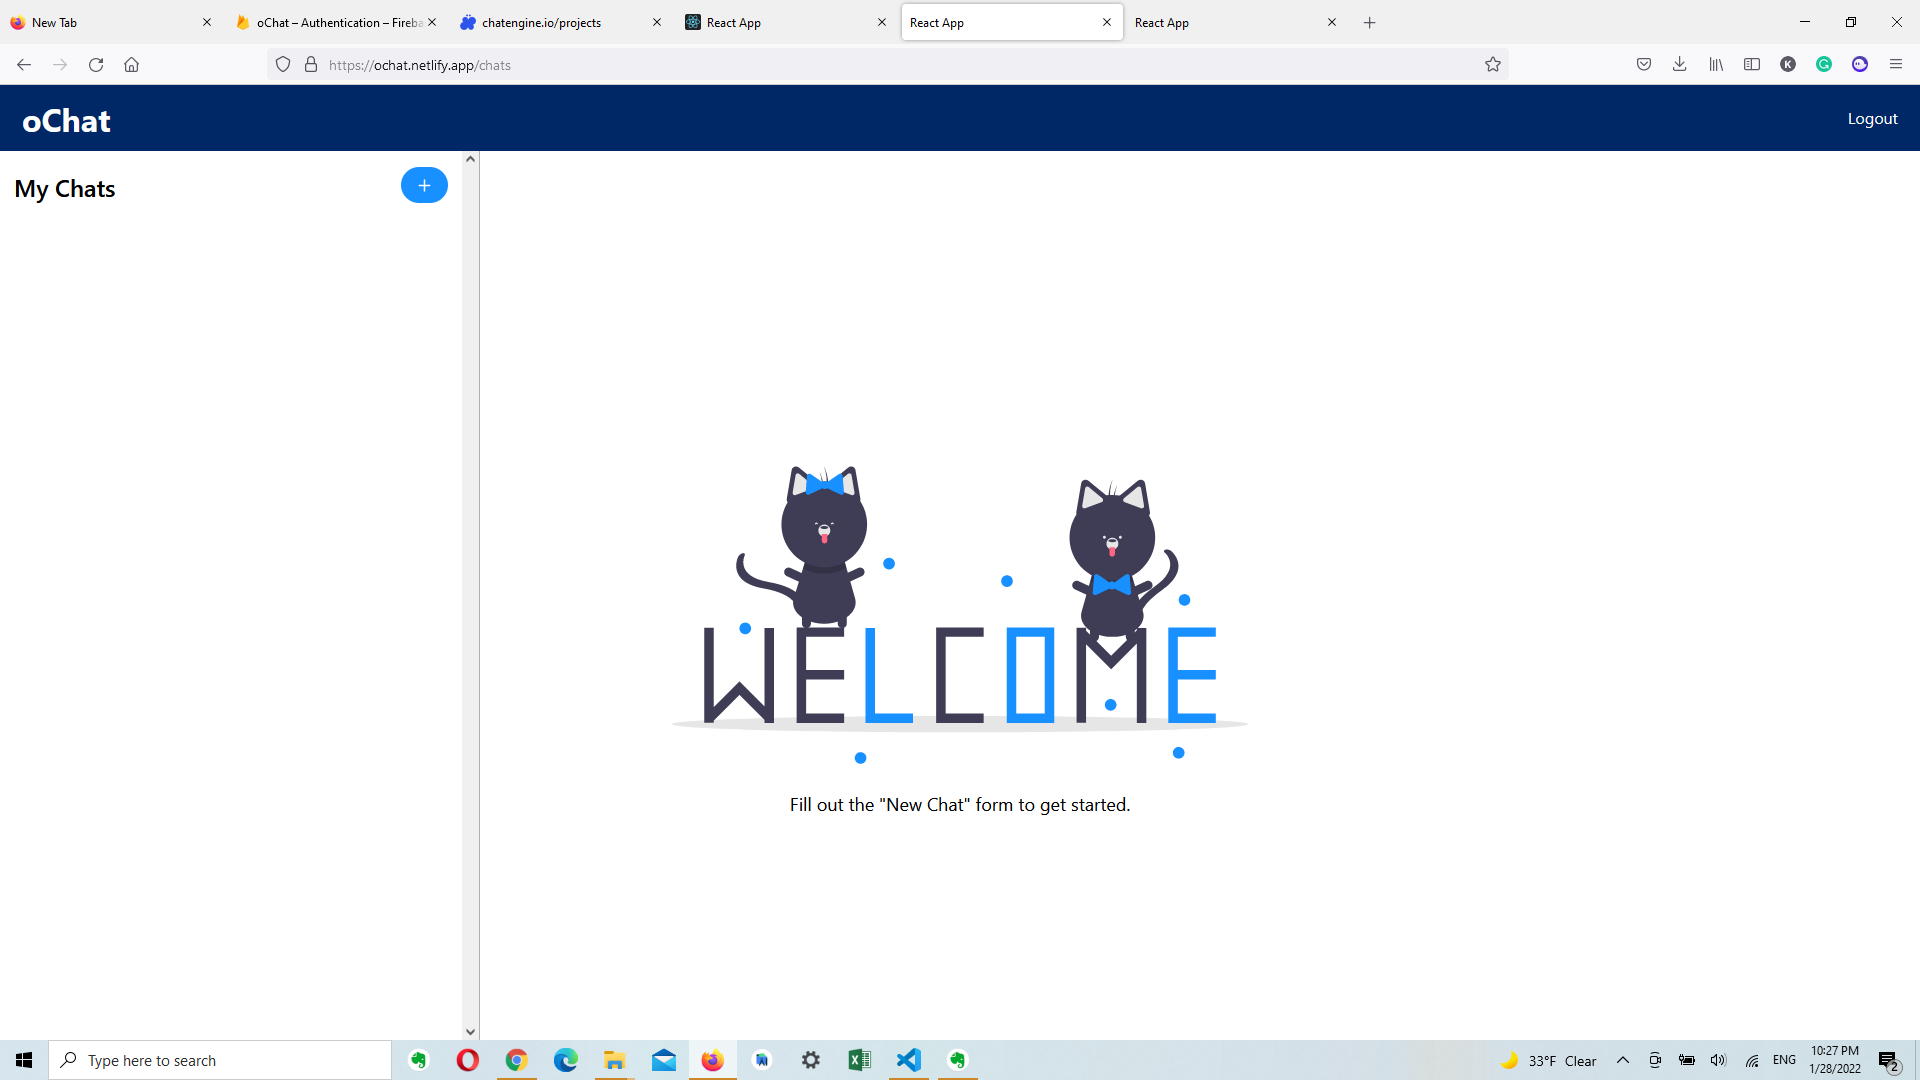 New Tab
oChat – Authentication – Fireba
chatengine.io/projects
React App
React App
React App
https://ochat.netlify.app/chats
K
oChat
Logout
My Chats
+
WELCOME
Fill out the "New Chat" form to get started.
Type here to search
33°F Clear
ENG
10:27 PM
1/28/2022
2